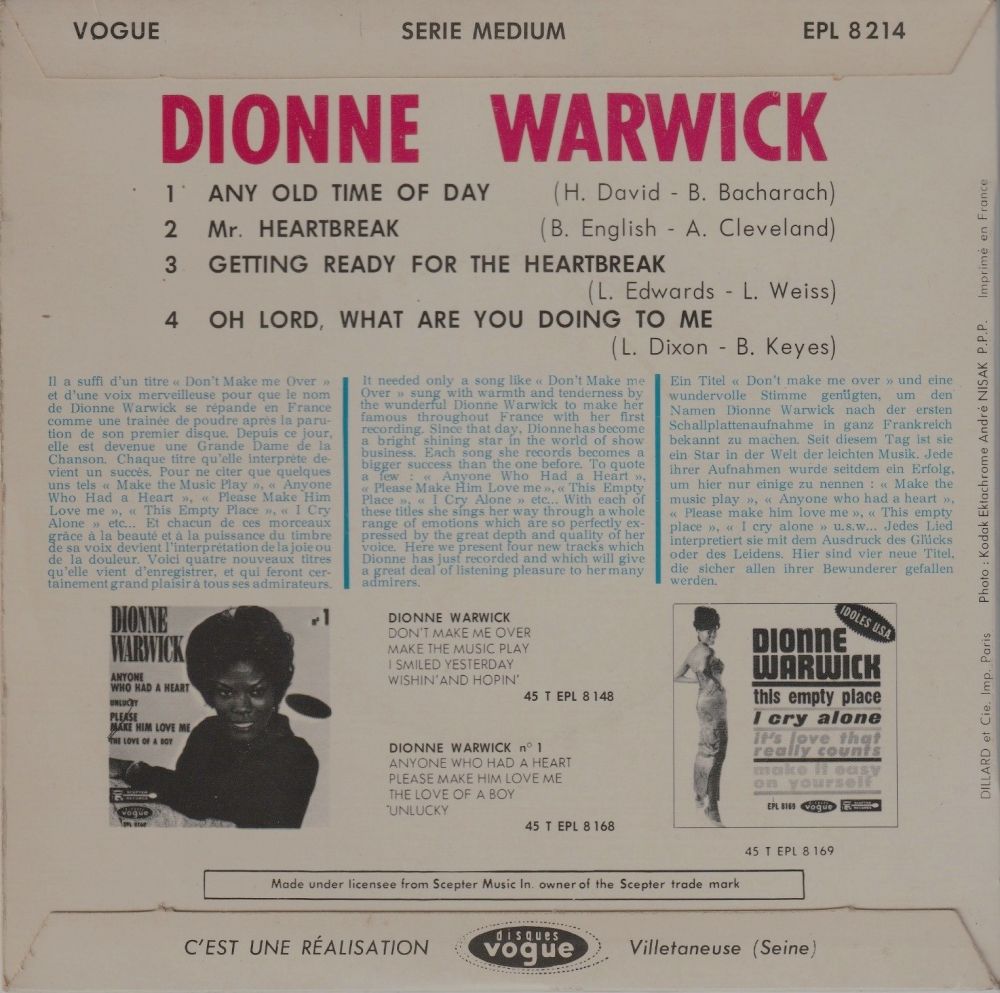 VOGUE SERIE MEDIUM EPL 8214
DIONNE WARWICK
1 ANY OLD TIME OF DAY (H. David - B. Bacharach)
2 Mr. HEARTBREAK (B. English - A. Cleveland)
3 GETTING READY FOR THE HEARTBREAK
(L. Edwards - L. Weiss)
4 OH LORD, WHAT ARE YOU DOING TO ME
(L. Dixon - B. Keyes)
Il a suffi d'un titre « Don't Make me Over »
et d'une voix merveilleuse pour que le nom
de Dionne Warwick se répande en France
comme une trainée de poudre après la paru-
tion de son premier disque. Depuis ce jour,
elle est devenue une Grande Dame de la
Chanson. Chaque titre qu'elle interprète de-
vient un succès. Pour ne citer que quelques
uns tels « Make the Music Play », « Anyone
Who Had a Heart », « Please Make Him
Love me », « This Empty Place », « I Cry
Alone » etc... Et chacun de ces morceaux
grâce à la beauté et à la puissance du timbre
de sa voix devient l'interprétation de la joie ou
de la douleur. Voici quatre nouveaux titres
qu'elle vient d'enregistrer, et qui feront cer-
tainement grand plaisir à tous ses admirateurs.
It needed only a song like « Don't Make me
Over » sung with warmth and tenderness by
the wunderful Dionne Warwick to make her
famous throughout France with her first
recording. Since that day, Dionne has become
a bright shining star in the world of show
business. Each song she records becomes a
bigger success than the one before. To quote
a few : « Anyone Who Had a Heart »,
« Please Make Him Love me », « This Empty
Place », « I Cry Alone » etc... With each of
these titles she sings her way through a whole
range of emotions which are so perfectly ex-
pressed by the great depth and quality of her
voice. Here we present four new tracks which
Dionne has just recorded and which will give
a great deal of listening pleasure to her many
admirers.
Ein Titel « Don't make me over » und eine
wundervolle Stimme genügten, um den
Namen Dionne Warwick nach der ersten
Schallplattenaufnahme in ganz Frankreich
bekannt zu machen. Seit diesem Tag ist sie
ein Star in der Welt der leichten Musik. Jede
ihrer Aufnahmen wurde seitdem ein Erfolg,
um hier nur einige zu nennen : « Make the
music play », « Anyone who had a heart »,
« Please make him love me », « This empty
place », « I cry alone » u.s.w... Jedes Lied
interpretiert sie mit dem Ausdruck des Glücks
oder des Leidens. Hier sind vier neue Titel,
die sicher allen ihrer Bewunderer gefallen
werden.
DIONNE
WARWICK
n° 1
ANYONE
WHO HAD A HEART
UNLUCKY
PLEASE
MAKE HIM LOVE ME
THE LOVE OF A BOY
SCEPTER
RECORDS
vogue
EPL 8168
DIONNE WARWICK
DON'T MAKE ME OVER
MAKE THE MUSIC PLAY
I SMILED YESTERDAY
WISHIN' AND HOPIN'
45 T EPL 8148
DIONNE WARWICK n° 1
ANYONE WHO HAD A HEART
PLEASE MAKE HIM LOVE ME
THE LOVE OF A BOY
UNLUCKY
45 T EPL 8168
IDOLES U.S.A.
DIONNE
WARWICK
this empty place
I cry alone
it's love that
really counts
make it easy
on yourself
EPL 8169 vogue SCEPTER RECORDS
45 T EPL 8169
Made under licensee from Scepter Music In. owner of the Scepter trade mark
C'EST UNE RÉALISATION disques vogue Villetaneuse (Seine)
DILLARD et Cie. Imp. Paris Photo : Kodak Ektachrome André NISAK P.P.P. Imprimé en France